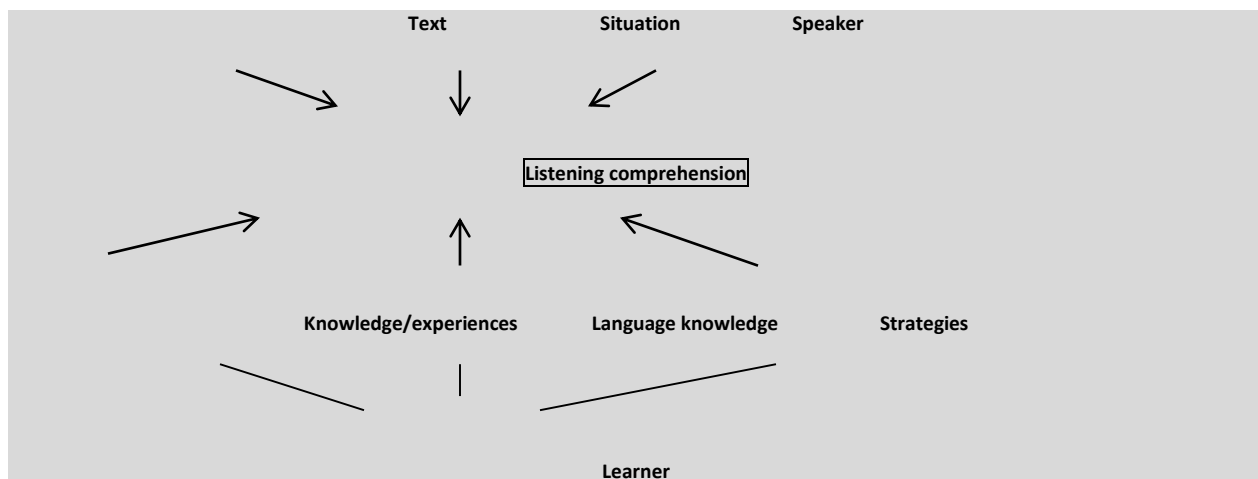 Text Situation Speaker
Listening comprehension
Knowledge/experiences Language knowledge Strategies
Learner